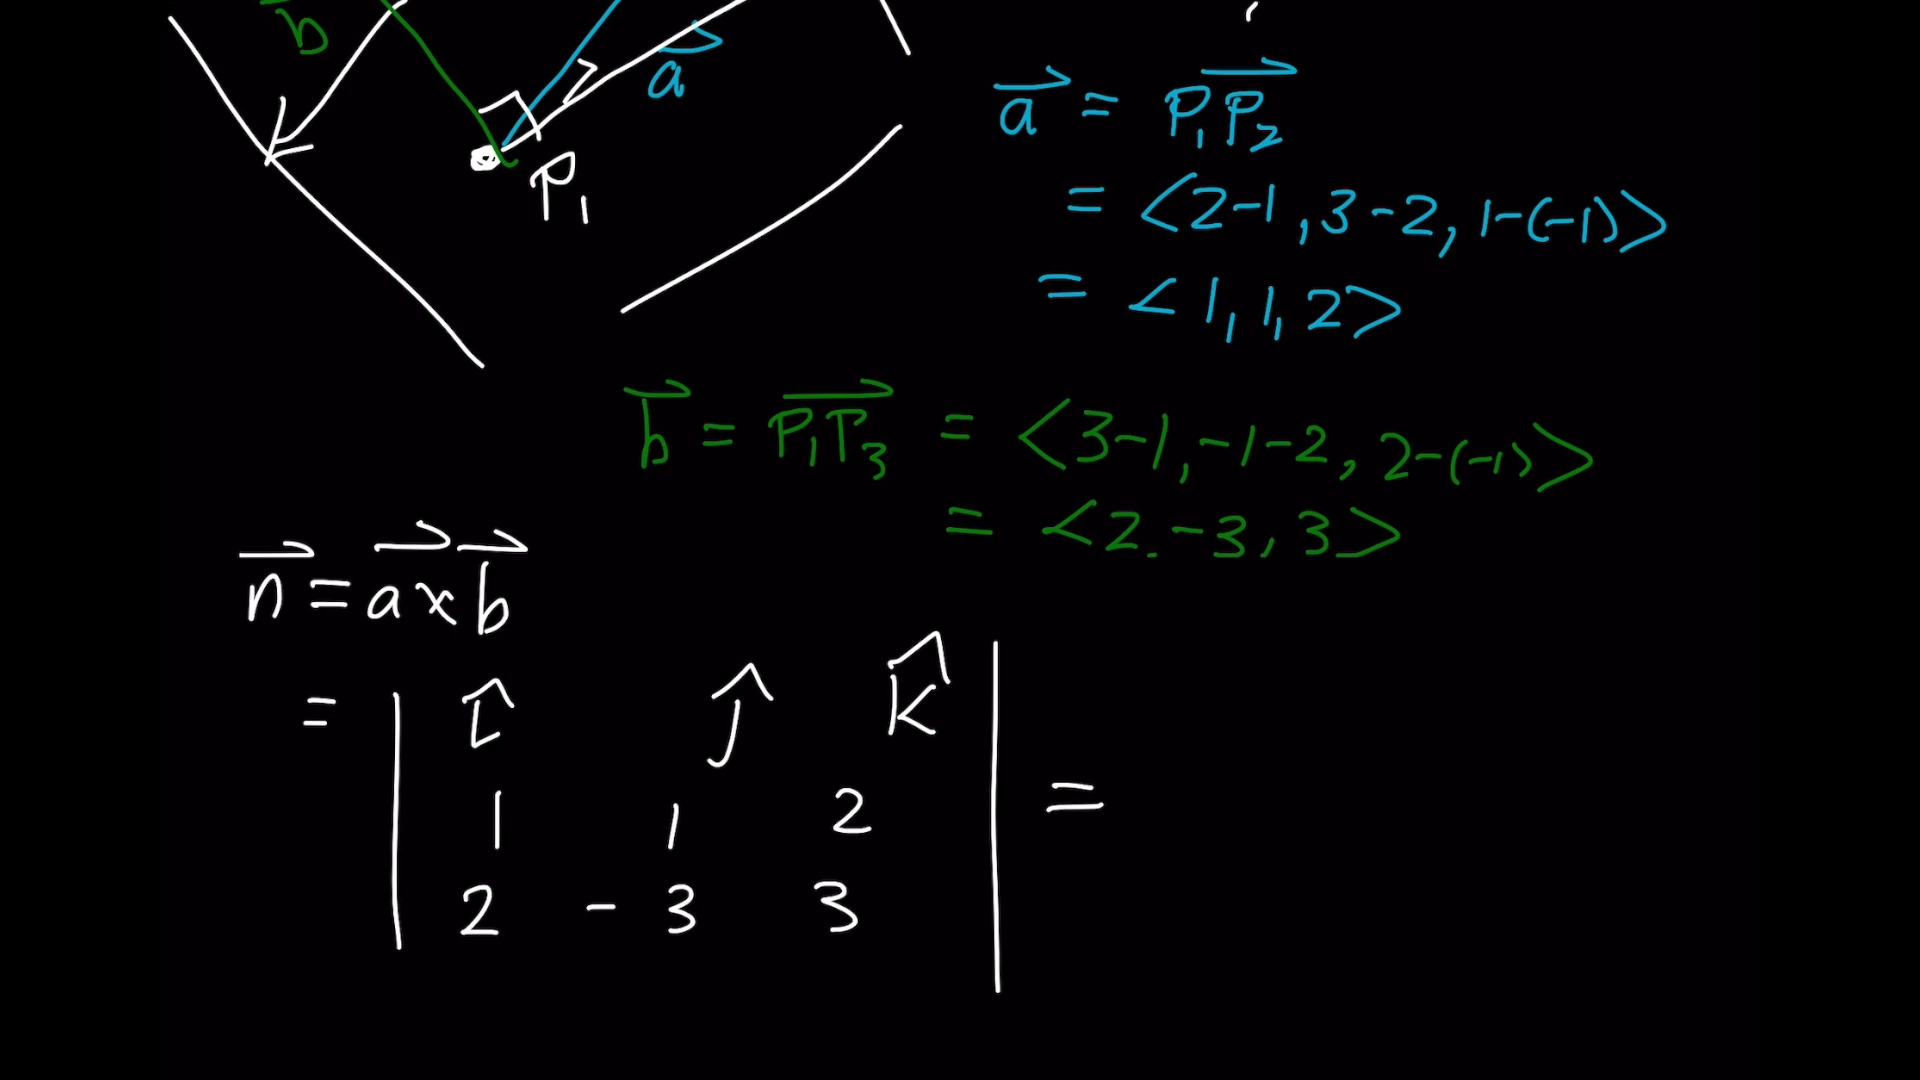 b
a
P₁
a⃗ = P₁P₂
= <2-1, 3-2, 1-(-1)>
= <1, 1, 2>
b⃗ = P₁P₃ = <3-1, -1-2, 2-(-1)>
= <2, -3, 3>
n⃗ = a⃗ x b⃗
= | î ĵ k̂ | =
1 1 2
2 -3 3